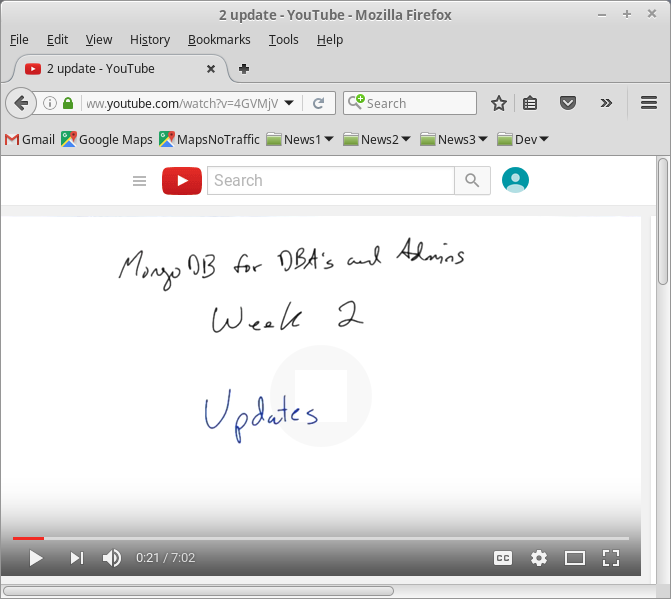 2 update - YouTube - Mozilla Firefox
File Edit View History Bookmarks Tools Help
2 update - YouTube
ww.youtube.com/watch?v=4GVMjV
Search
Gmail Google Maps MapsNoTraffic News1 News2 News3 Dev
Search
MongoDB for DBA's and Admins
Week 2
Updates
0:21 / 7:02 CC